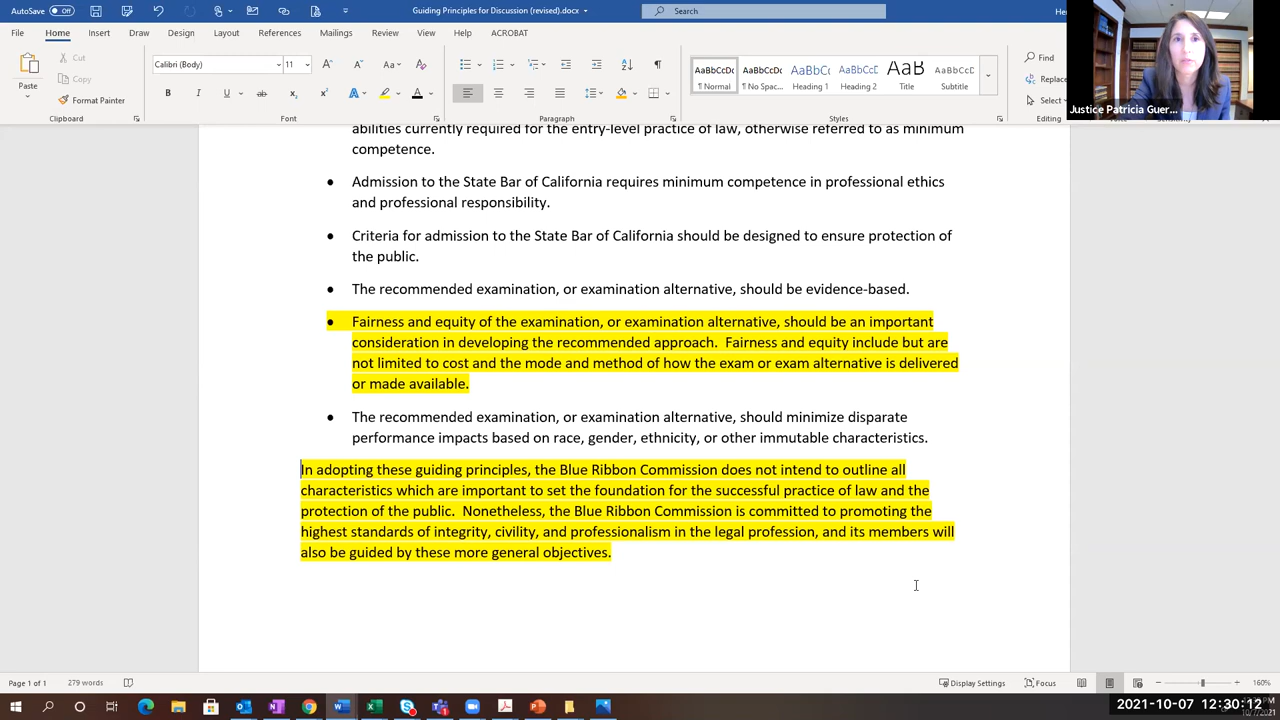 AutoSave Off
Guiding Principles for Discussion (revised).docx
Search
File Home Insert Draw Design Layout References Mailings Review View Help ACROBAT
Paste
Cut
Copy
Format Painter
Clipboard
Calibri (Body) 11
Font
Paragraph
AaBbCcDc AaBbCcDc AaBbCc AaBbCcC AaB AaBbCcC
¶ Normal ¶ No Spac... Heading 1 Heading 2 Title Subtitle
Styles
Find
Replace
Select
Editing
Justice Patricia Guer...
abilities currently required for the entry-level practice of law, otherwise referred to as minimum
competence.
• Admission to the State Bar of California requires minimum competence in professional ethics
and professional responsibility.
• Criteria for admission to the State Bar of California should be designed to ensure protection of
the public.
• The recommended examination, or examination alternative, should be evidence-based.
• Fairness and equity of the examination, or examination alternative, should be an important
consideration in developing the recommended approach.  Fairness and equity include but are
not limited to cost and the mode and method of how the exam or exam alternative is delivered
or made available.
• The recommended examination, or examination alternative, should minimize disparate
performance impacts based on race, gender, ethnicity, or other immutable characteristics.
In adopting these guiding principles, the Blue Ribbon Commission does not intend to outline all
characteristics which are important to set the foundation for the successful practice of law and the
protection of the public.  Nonetheless, the Blue Ribbon Commission is committed to promoting the
highest standards of integrity, civility, and professionalism in the legal profession, and its members will
also be guided by these more general objectives.
Page 1 of 1 279 words
Display Settings Focus 160%
2021-10-07 12:30:12